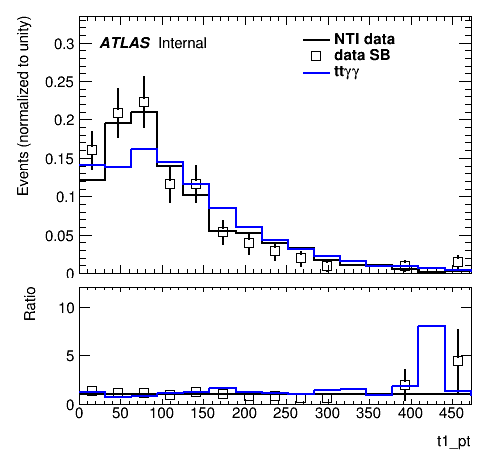 Events (normalized to unity)
0.3
0.25
0.2
0.15
0.1
0.05
0
ATLAS Internal
NTI data
data SB
ttγγ
Ratio
10
5
0
0 50 100 150 200 250 300 350 400 450
t1_pt